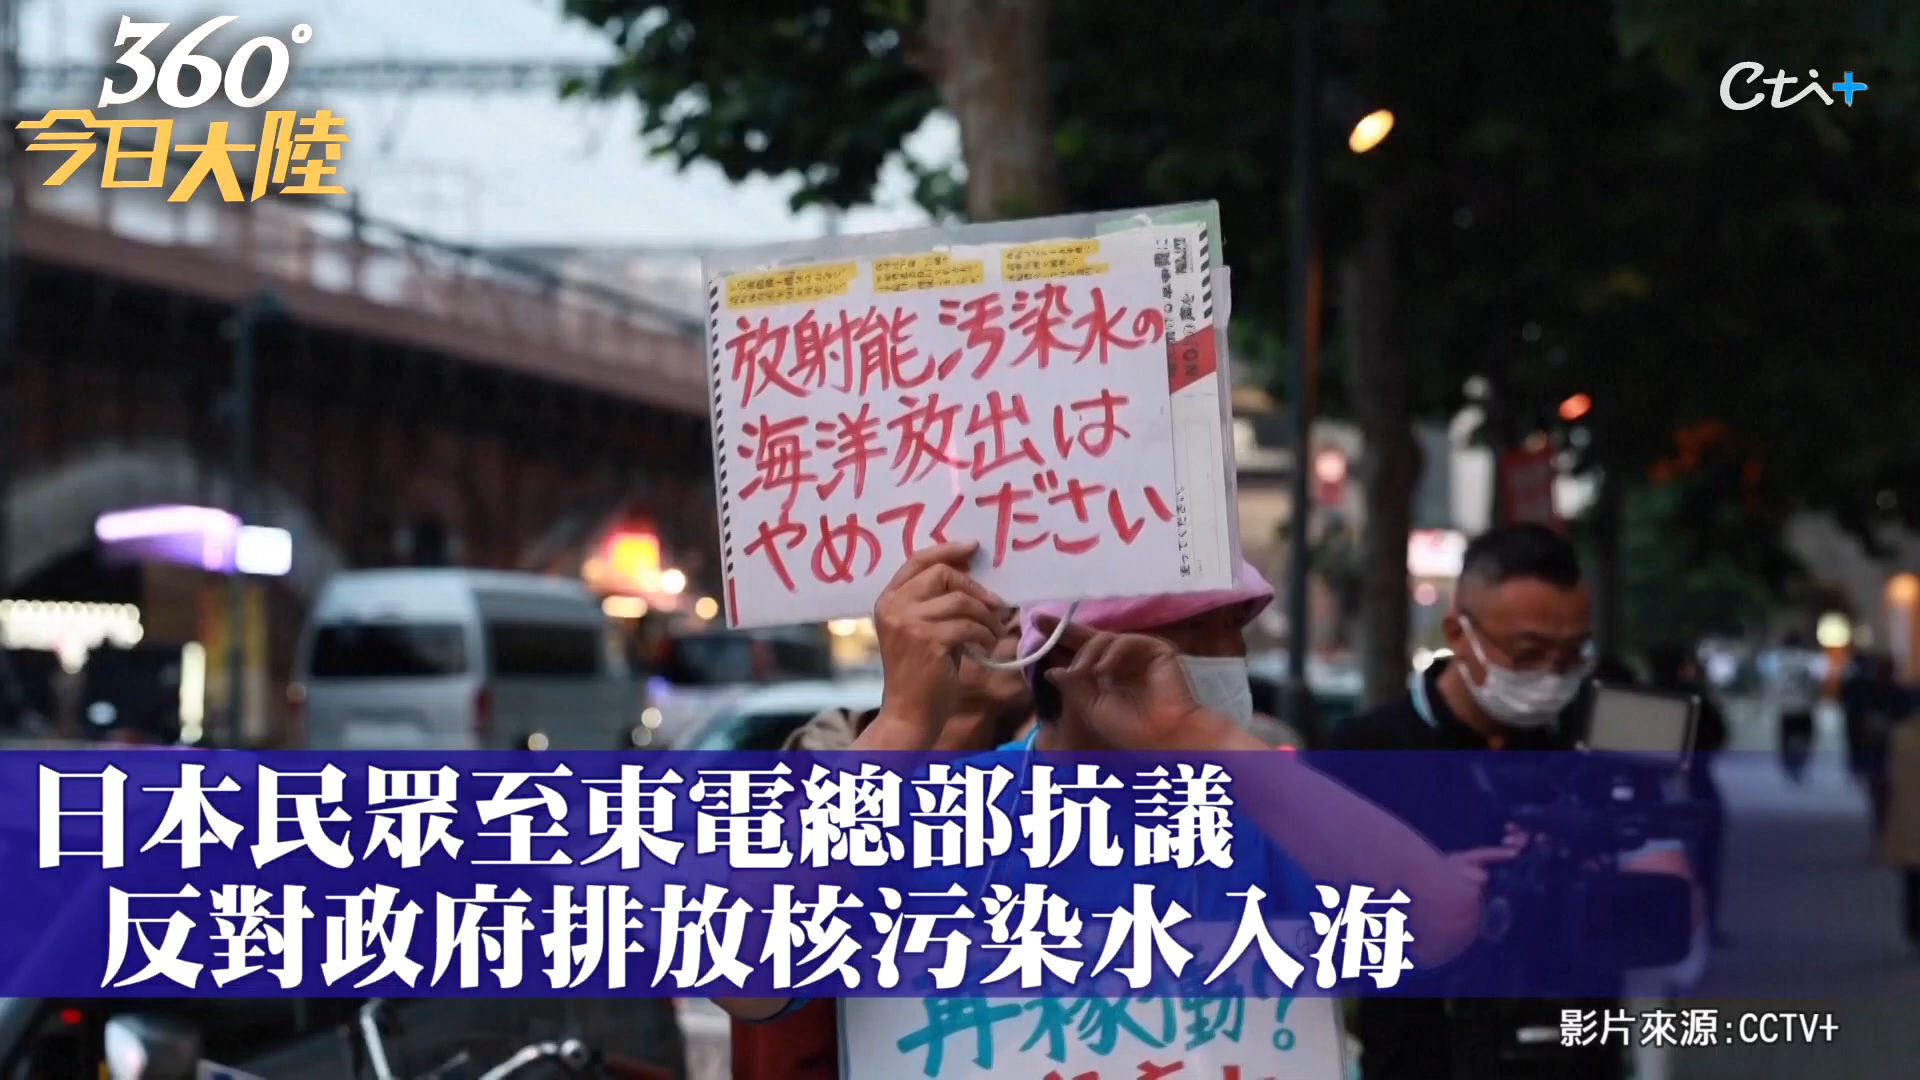 360°
今日大陸
Cti+
放射能汚染水の
海洋放出は
やめてください
NO
日本民眾至東電總部抗議
反對政府排放核污染水入海
再稼働?
影片來源:CCTV+